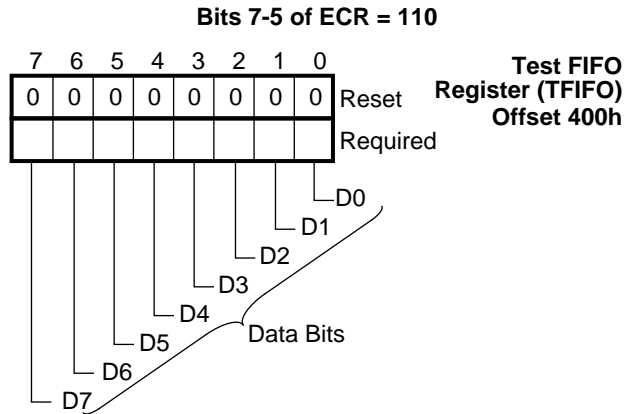 Bits 7-5 of ECR = 110
7 6 5 4 3 2 1 0
Test FIFO
Register (TFIFO)
Offset 400h
0 0 0 0 0 0 0 0 Reset
Required
D0
D1
D2
D3
D4
D5
D6
D7
Data Bits